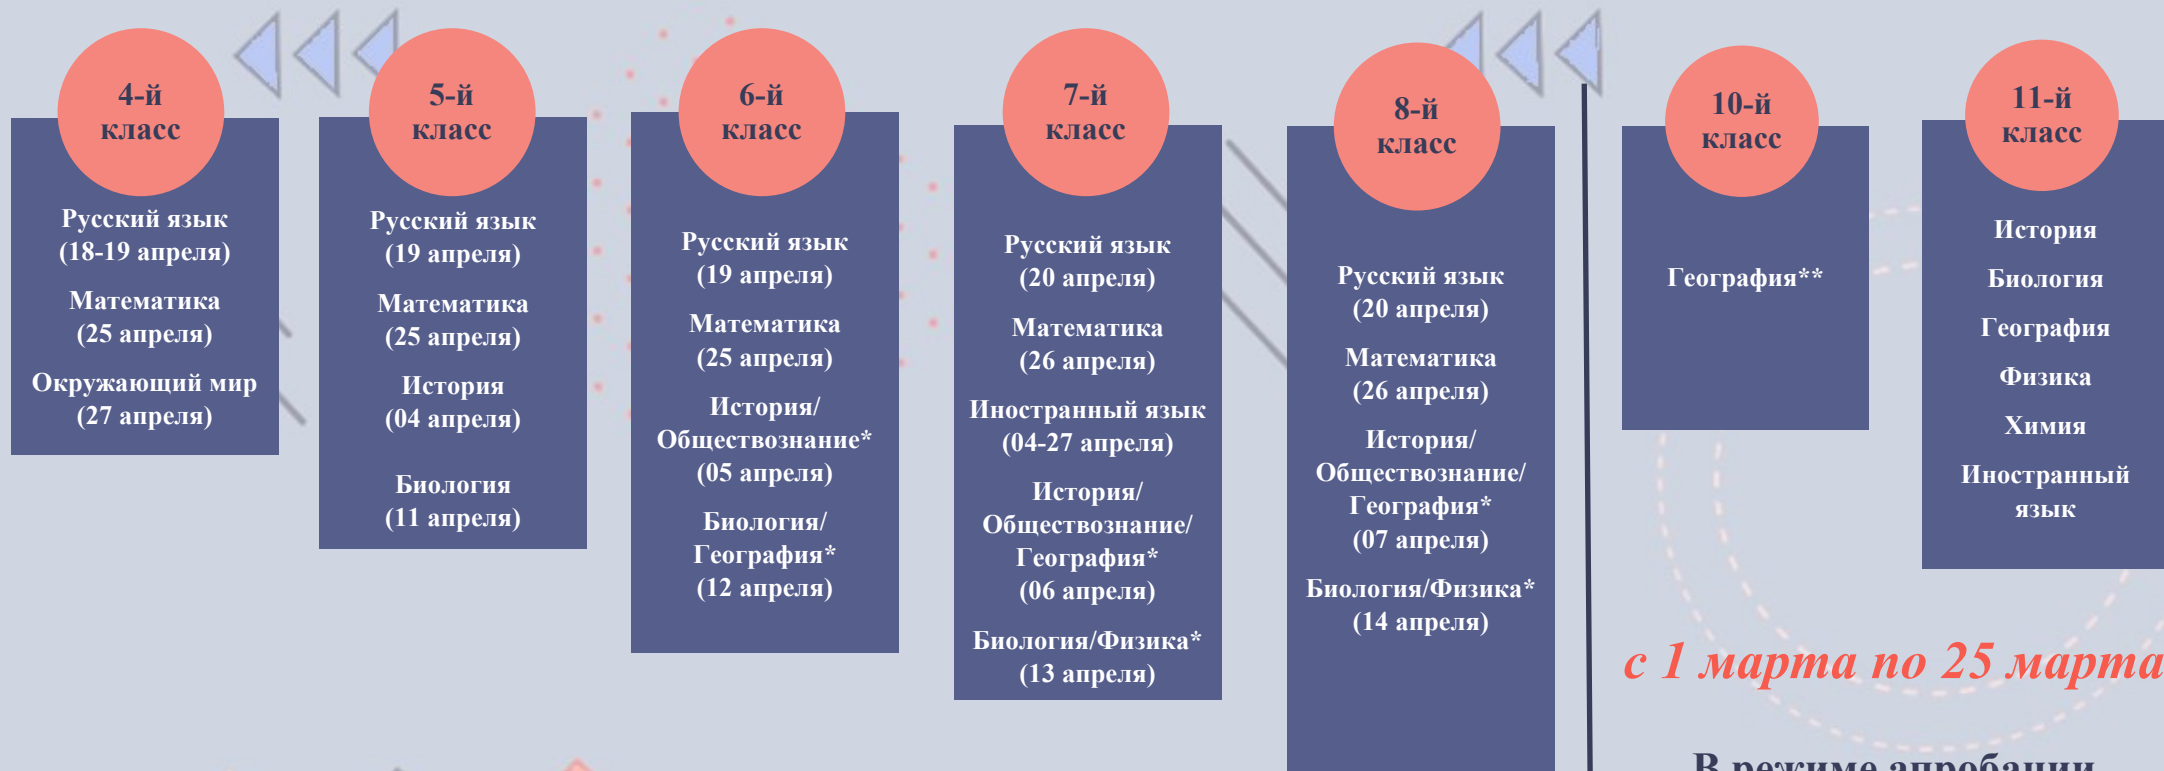 4-й
класс
Русский язык
(18-19 апреля)
Математика
(25 апреля)
Окружающий мир
(27 апреля)
5-й
класс
Русский язык
(19 апреля)
Математика
(25 апреля)
История
(04 апреля)
Биология
(11 апреля)
6-й
класс
Русский язык
(19 апреля)
Математика
(25 апреля)
История/
Обществознание*
(05 апреля)
Биология/
География*
(12 апреля)
7-й
класс
Русский язык
(20 апреля)
Математика
(26 апреля)
Иностранный язык
(04-27 апреля)
История/
Обществознание/
География*
(06 апреля)
Биология/Физика*
(13 апреля)
8-й
класс
Русский язык
(20 апреля)
Математика
(26 апреля)
История/
Обществознание/
География*
(07 апреля)
Биология/Физика*
(14 апреля)
10-й
класс
География**
11-й
класс
История
Биология
География
Физика
Химия
Иностранный
язык
с 1 марта по 25 марта
В режиме апробации